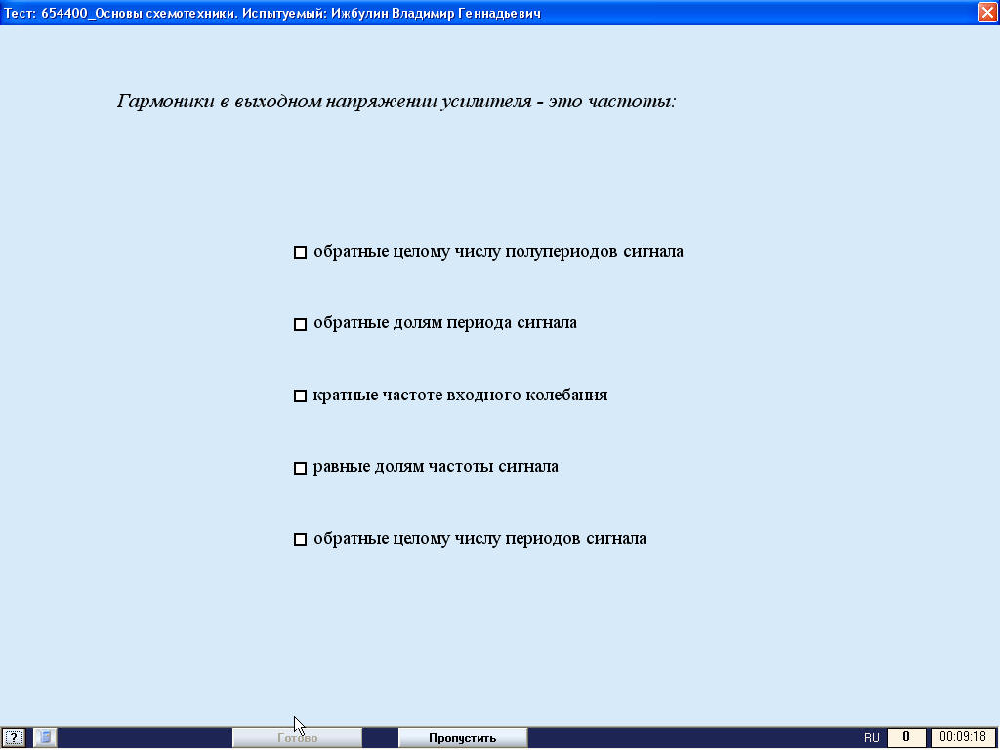 Тест: 654400_Основы схемотехники. Испытуемый: Ижбулин Владимир Геннадьевич
Гармоники в выходном напряжении усилителя - это частоты:
обратные целому числу полупериодов сигнала
обратные долям периода сигнала
кратные частоте входного колебания
равные долям частоты сигнала
обратные целому числу периодов сигнала
? Готово Пропустить RU 0 00:09:18